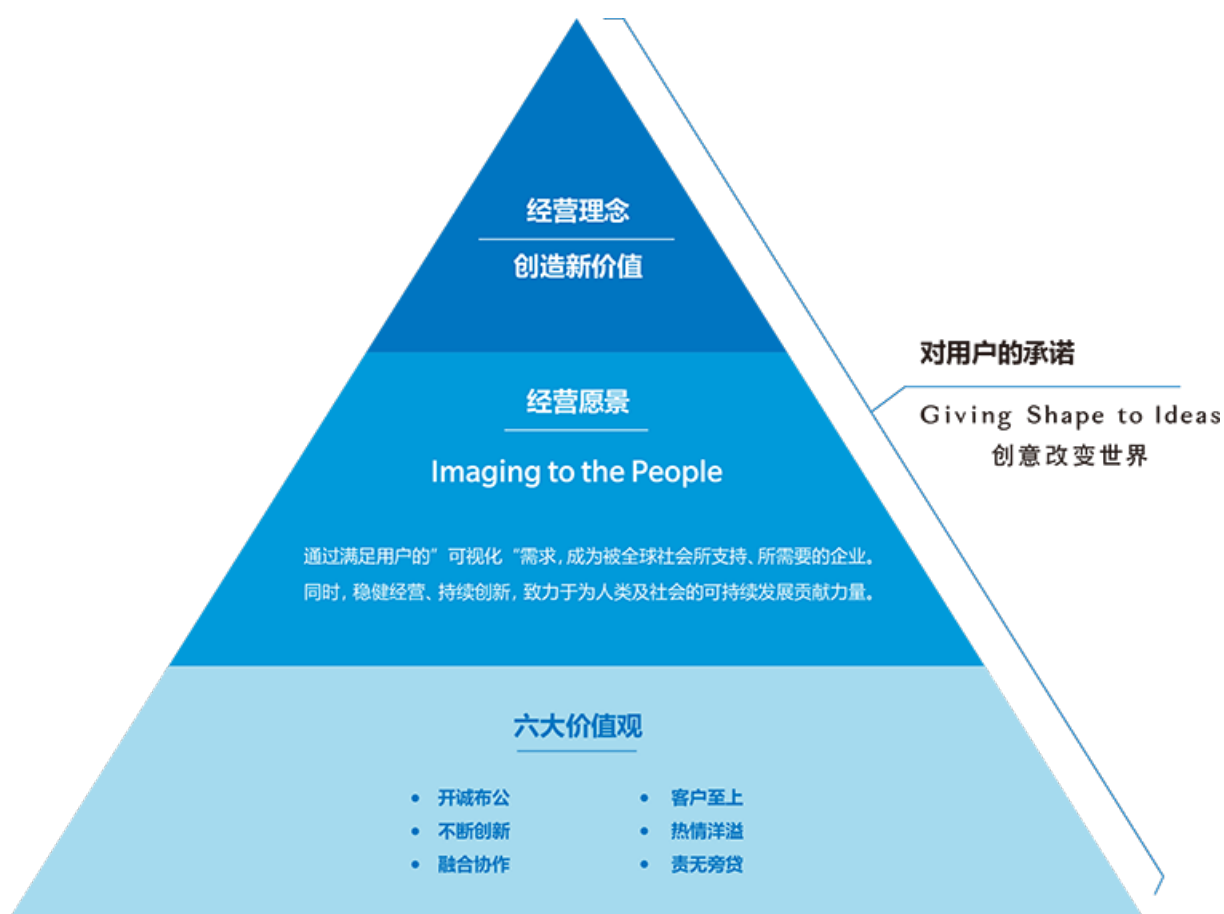 经营理念
创造新价值
经营愿景
Imaging to the People
通过满足用户的”可视化“需求,成为被全球社会所支持、所需要的企业。
同时,稳健经营、持续创新,致力于为人类及社会的可持续发展贡献力量。
六大价值观
• 开诚布公
• 不断创新
• 融合协作
• 客户至上
• 热情洋溢
• 责无旁贷
对用户的承诺
Giving Shape to Ideas
创意改变世界